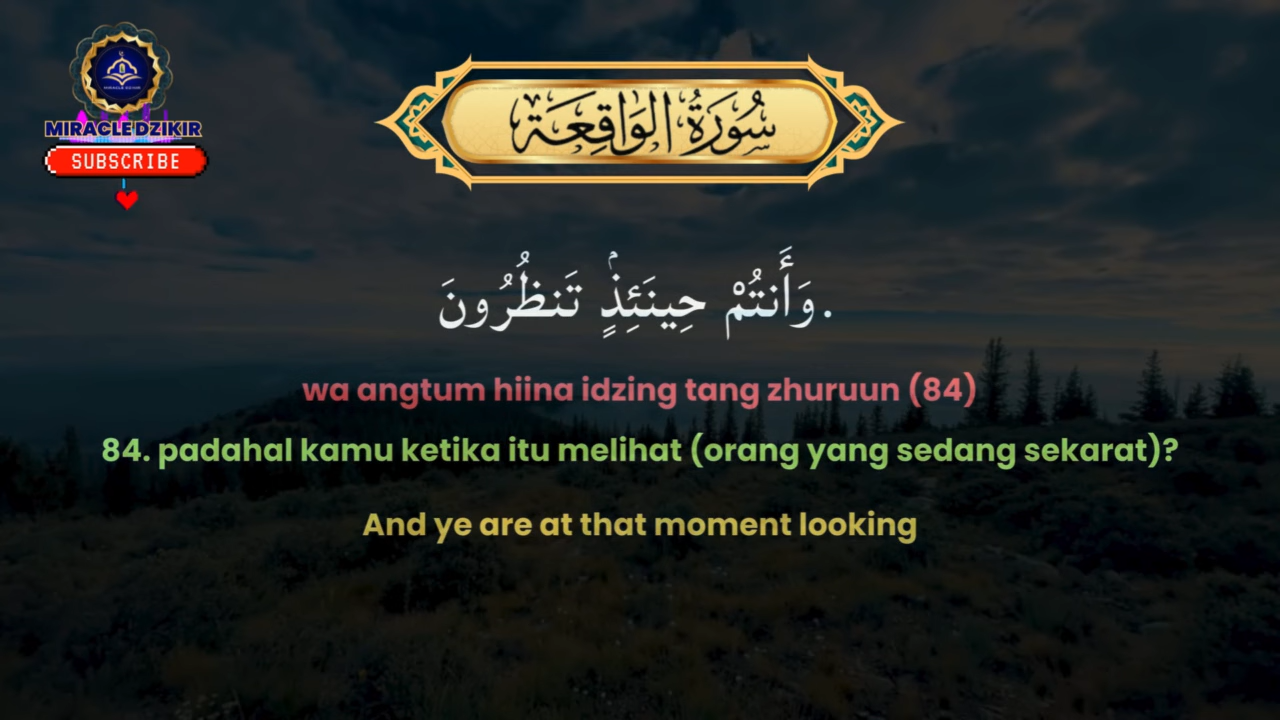 MIRACLE DZIKIR
SUBSCRIBE
سُورَةُ الوَاقِعَة
وَأَنتُمْ حِينَئِذٍۢ تَنظُرُونَ.
wa angtum hiina idzing tang zhuruun (84)
84. padahal kamu ketika itu melihat (orang yang sedang sekarat)?
And ye are at that moment looking